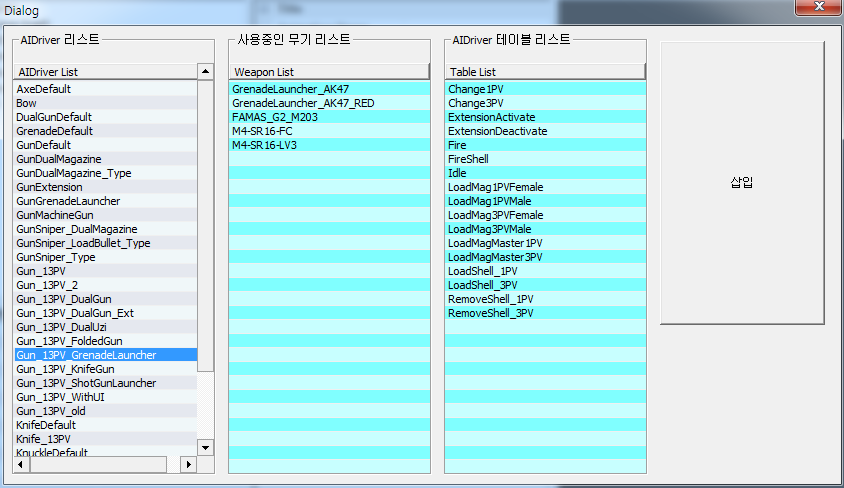 Dialog
AIDriver 리스트
AIDriver List
AxeDefault
Bow
DualGunDefault
GrenadeDefault
GunDefault
GunDualMagazine
GunDualMagazine_Type
GunExtension
GunGrenadeLauncher
GunMachineGun
GunSniper_DualMagazine
GunSniper_LoadBullet_Type
GunSniper_Type
Gun_13PV
Gun_13PV_2
Gun_13PV_DualGun
Gun_13PV_DualGun_Ext
Gun_13PV_DualUzi
Gun_13PV_FoldedGun
Gun_13PV_GrenadeLauncher
Gun_13PV_KnifeGun
Gun_13PV_ShotGunLauncher
Gun_13PV_WithUI
Gun_13PV_old
KnifeDefault
Knife_13PV
KnuckleDefault
사용중인 무기 리스트
Weapon List
GrenadeLauncher_AK47
GrenadeLauncher_AK47_RED
FAMAS_G2_M203
M4-SR16-FC
M4-SR16-LV3
AIDriver 테이블 리스트
Table List
Change1PV
Change3PV
ExtensionActivate
ExtensionDeactivate
Fire
FireShell
Idle
LoadMag1PVFemale
LoadMag1PVMale
LoadMag3PVFemale
LoadMag3PVMale
LoadMagMaster1PV
LoadMagMaster3PV
LoadShell_1PV
LoadShell_3PV
RemoveShell_1PV
RemoveShell_3PV
삽입